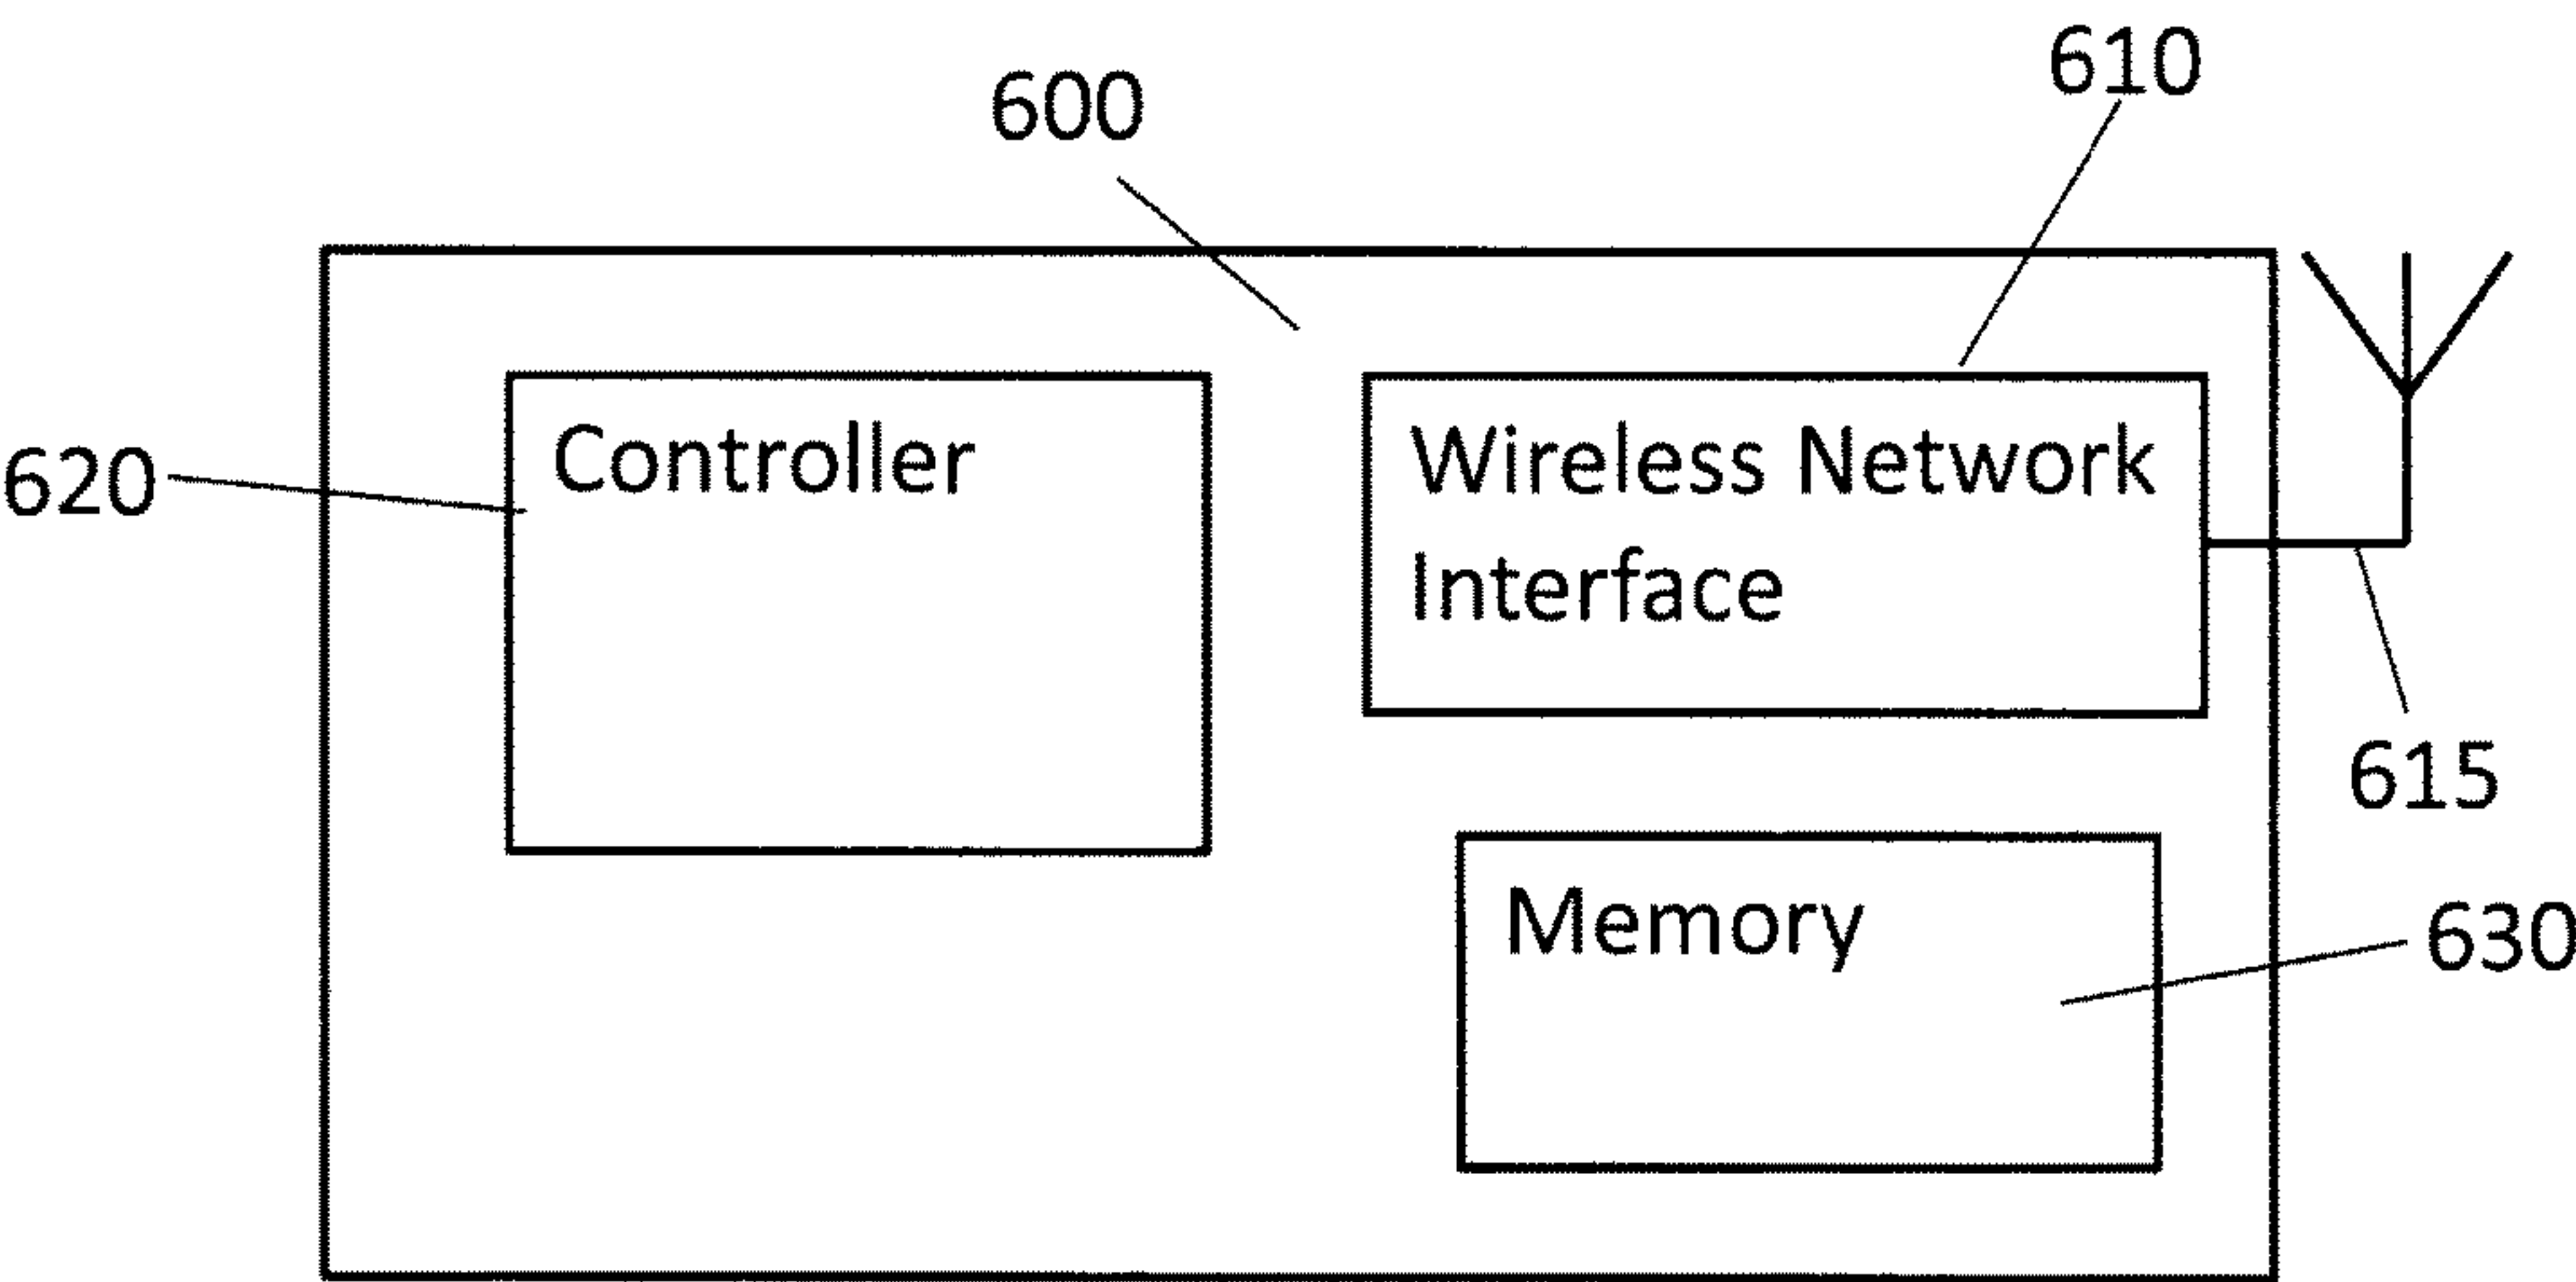 610
600
Controller
Wireless Network
Interface
620
615
Memory
630